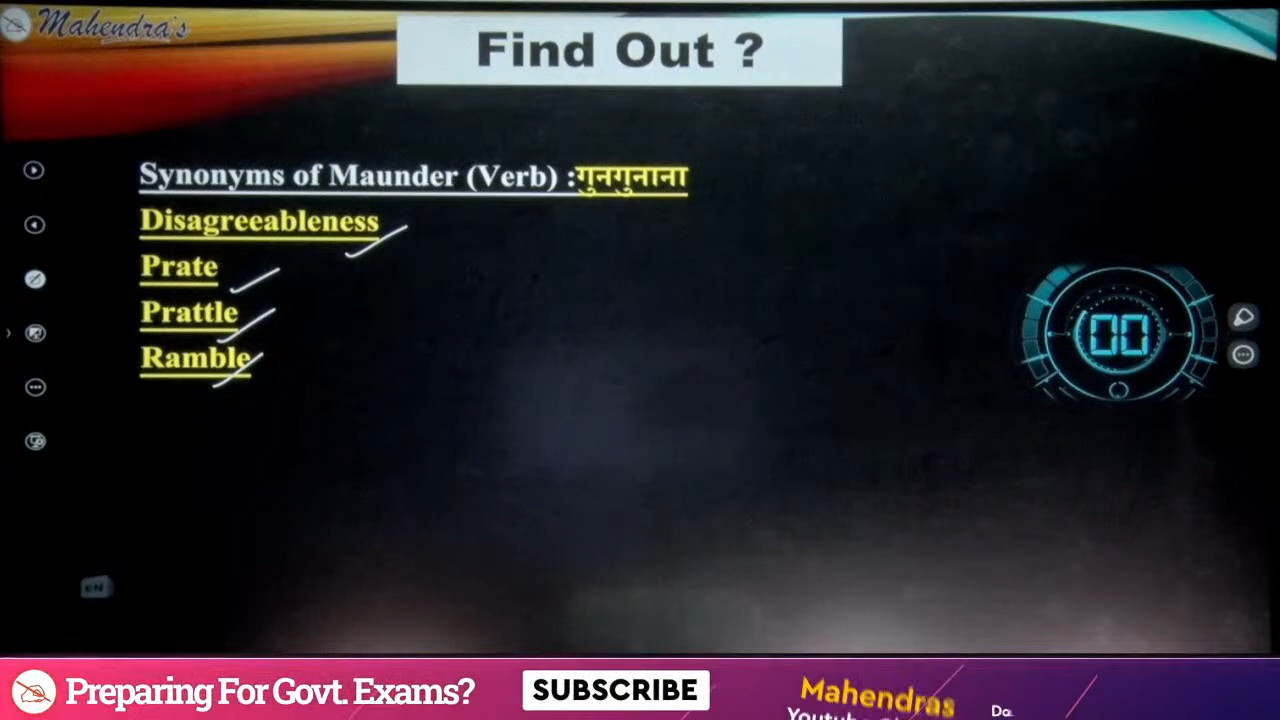 Mahendra's
Find Out ?
Synonyms of Maunder (Verb) :गुनगुनाना
Disagreeableness
Prate
Prattle
Ramble
00
EN
Preparing For Govt. Exams?
SUBSCRIBE
Mahendras